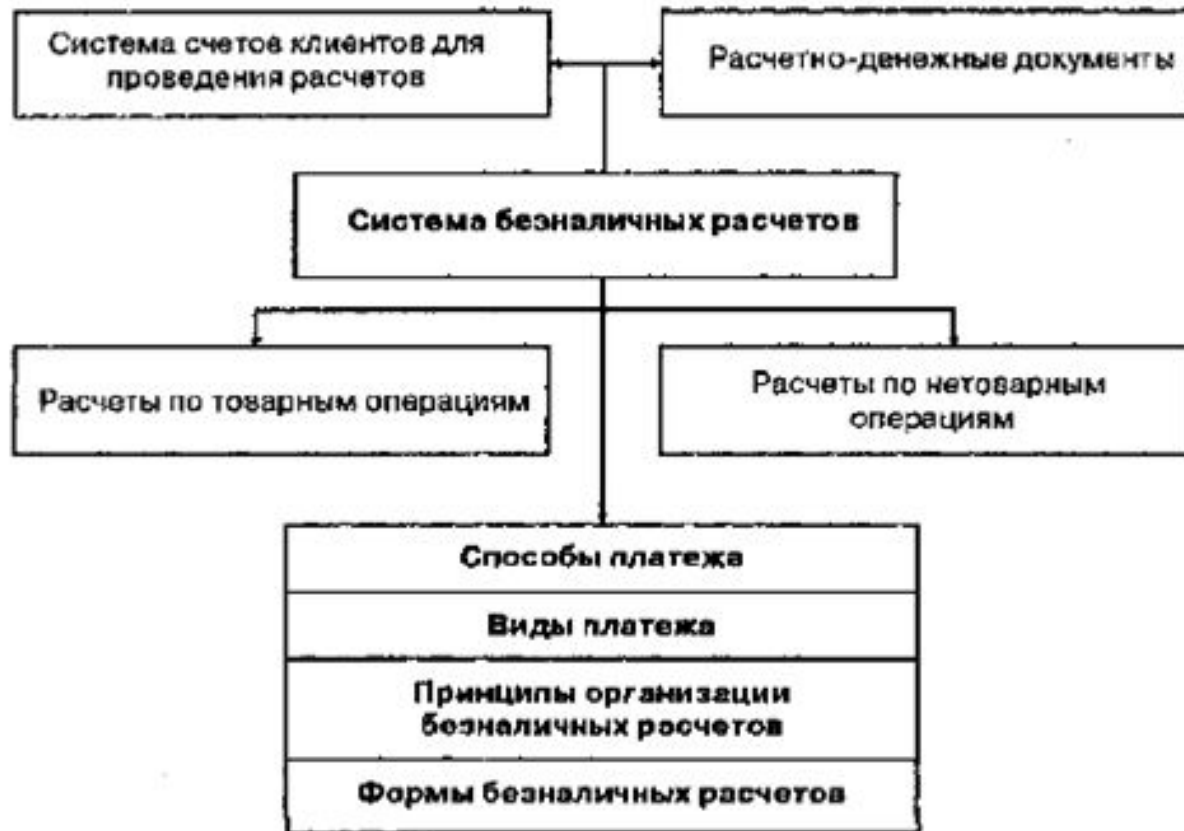 Система счетов клиентов для
проведения расчетов
Расчетно-денежные документы
Система безналичных расчетов
Расчеты по товарным операциям
Расчеты по нетоварным
операциям
Способы платежа
Виды платежа
Принципы организации
безналичных расчетов
Формы безналичных расчетов